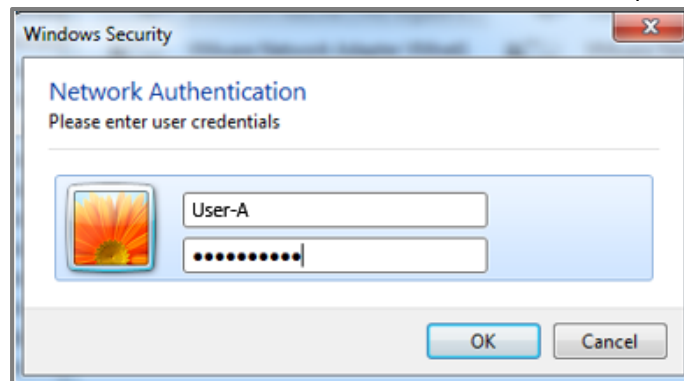 Windows Security
Network Authentication
Please enter user credentials
User-A
••••••••••
OK Cancel